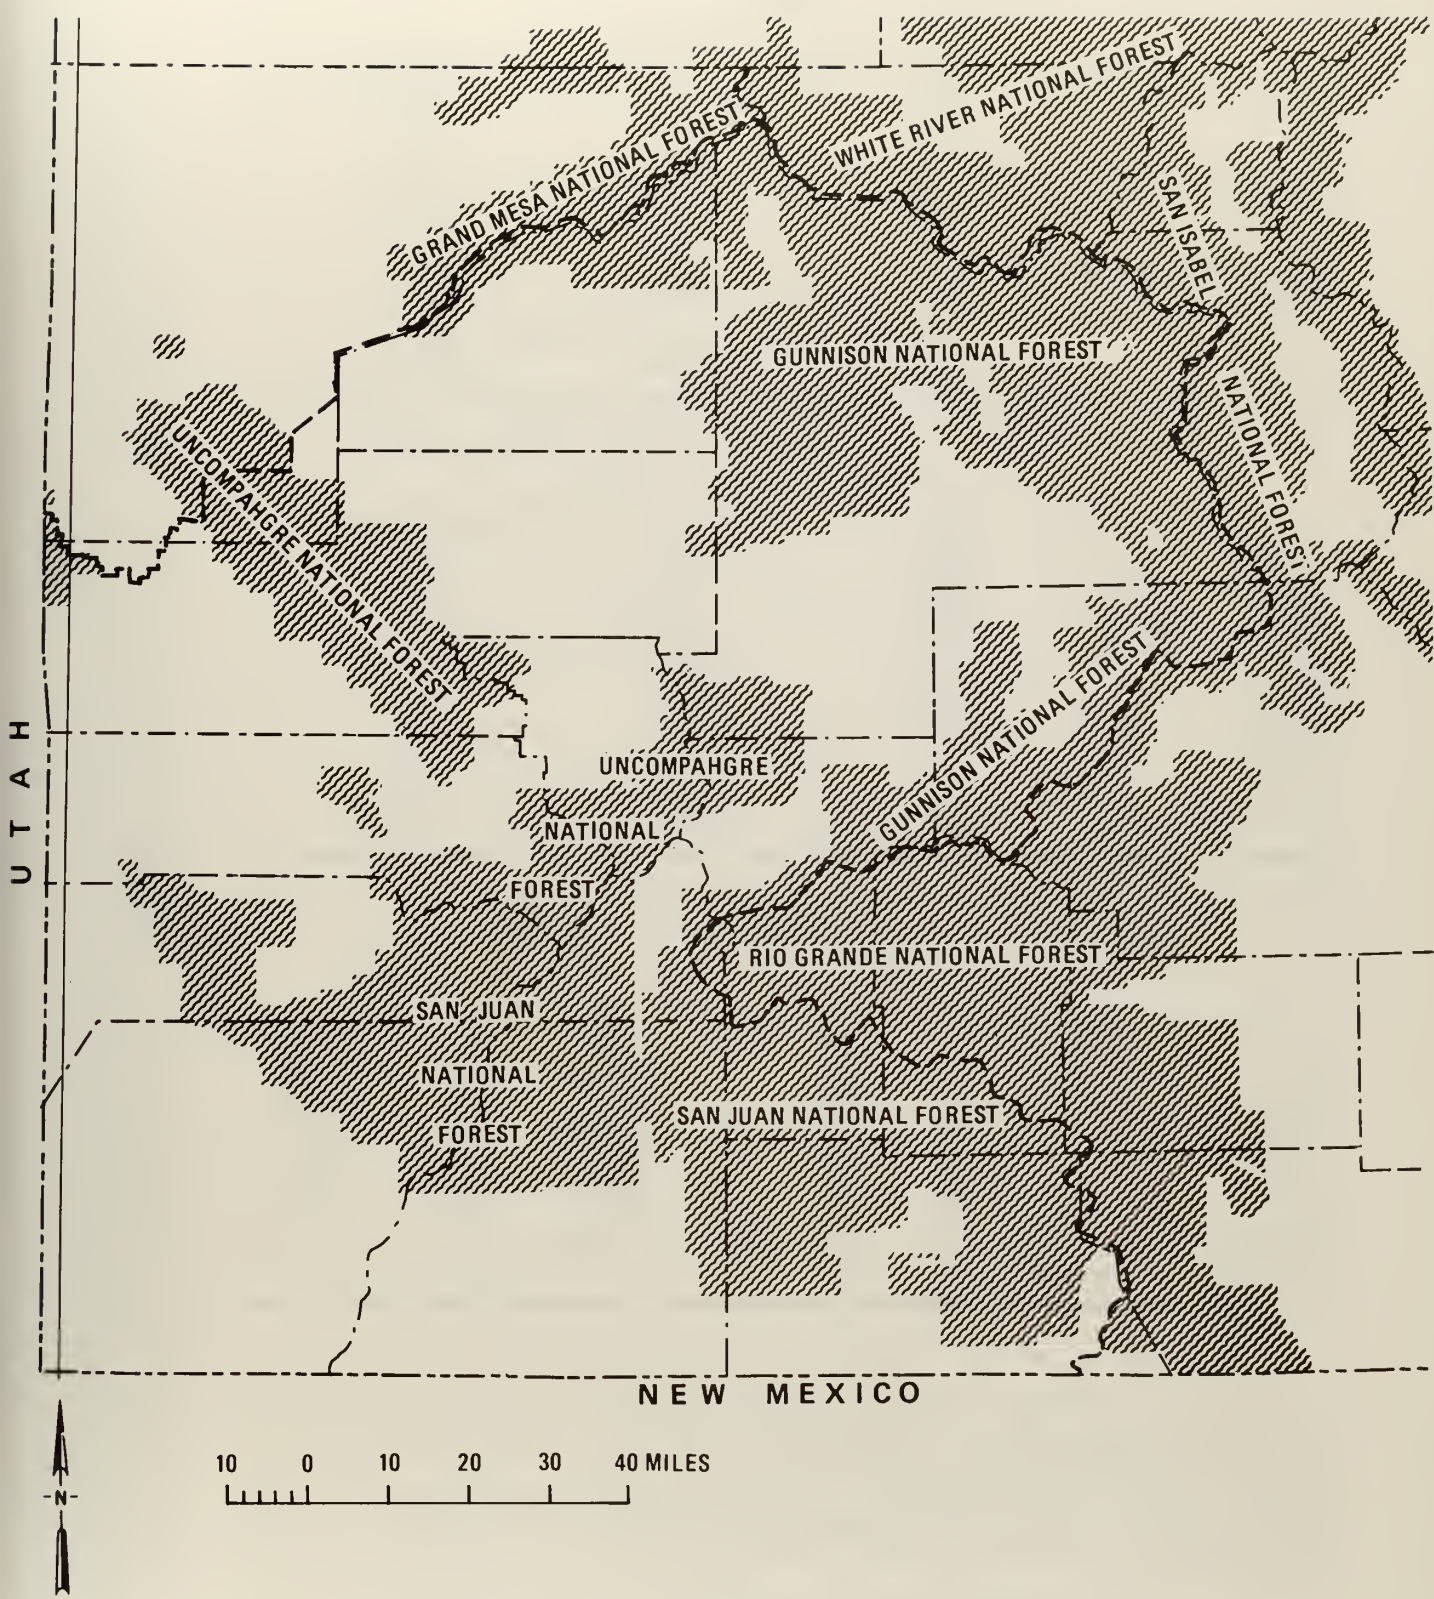 WHITE RIVER NATIONAL FOREST
GRAND MESA NATIONAL FOREST
SAN ISABEL
NATIONAL FOREST
GUNNISON NATIONAL FOREST
UNCOMPAHGRE NATIONAL FOREST
GUNNISON NATIONAL FOREST
UTAH
UNCOMPAHGRE
NATIONAL
FOREST
RIO GRANDE NATIONAL FOREST
SAN JUAN
NATIONAL
FOREST
SAN JUAN NATIONAL FOREST
NEW MEXICO
10 0 10 20 30 40 MILES
-N-